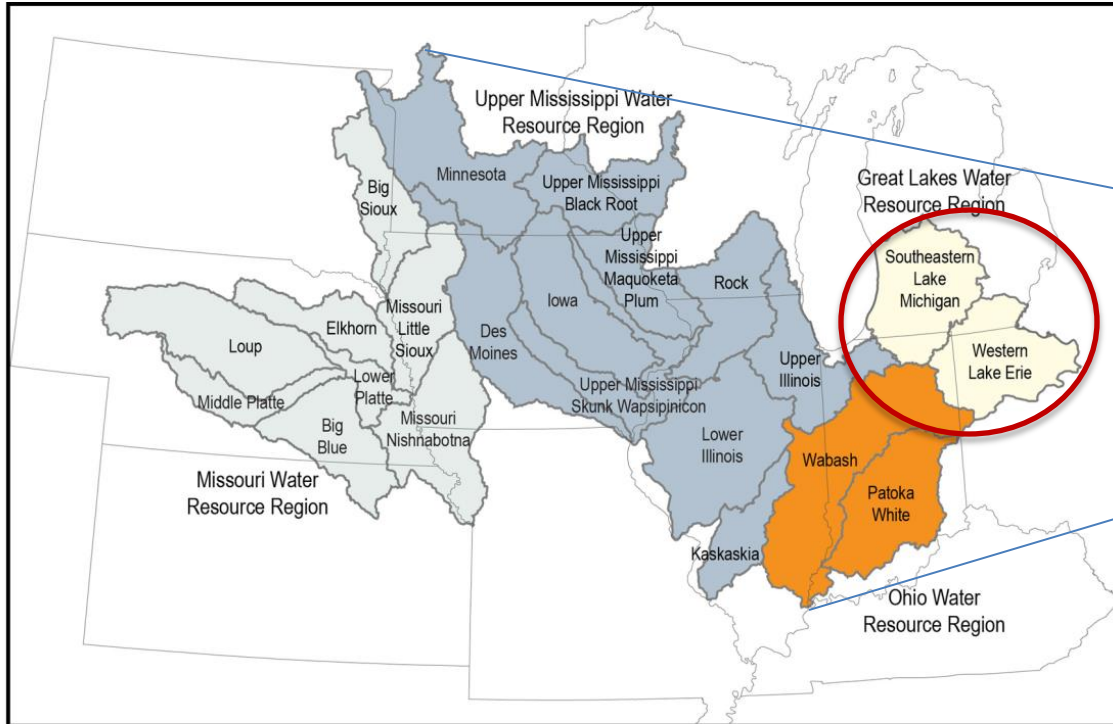 Upper Mississippi Water
Resource Region
Great Lakes Water
Resource Region
Minnesota
Upper Mississippi
Black Root
Big
Sioux
Upper
Mississippi
Maquoketa
Plum
Southeastern
Lake
Michigan
Rock
Iowa
Missouri
Little
Sioux
Elkhorn
Loup
Des
Moines
Upper
Illinois
Western
Lake Erie
Lower
Platte
Middle Platte
Upper Mississippi
Skunk Wapsipinicon
Big
Blue
Missouri
Nishnabotna
Lower
Illinois
Wabash
Missouri Water
Resource Region
Patoka
White
Kaskaskia
Ohio Water
Resource Region